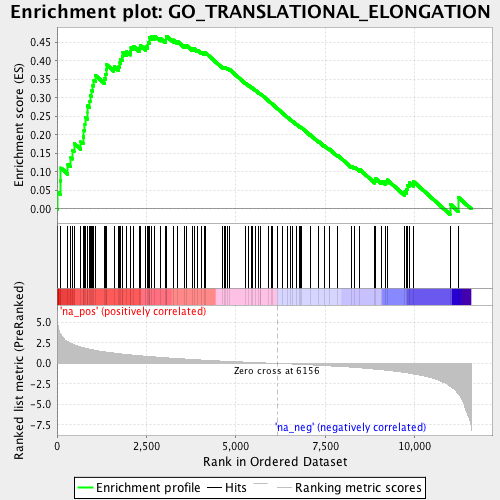 Enrichment plot: GO_TRANSLATIONAL_ELONGATION
Enrichment score (ES)
0.45
0.40
0.35
0.30
0.25
0.20
0.15
0.10
0.05
0.00
'na_pos' (positively correlated)
Ranked list metric (PreRanked)
5.0
2.5
0.0
-2.5
-5.0
-7.5
Zero cross at 6156
'na_neg' (negatively correlated)
0
2,500
5,000
7,500
10,000
Rank in Ordered Dataset
Enrichment profile
Hits
Ranking metric scores